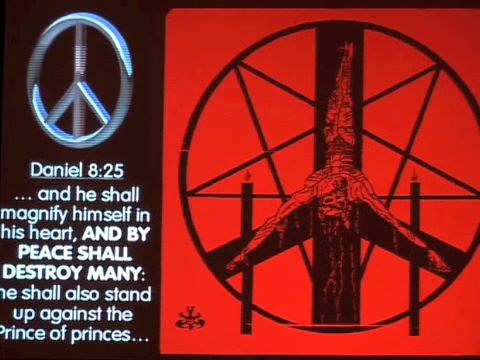 Daniel 8:25
... and he shall
magnify himself in
his heart, AND BY
PEACE SHALL
DESTROY MANY:
he shall also stand
up against the
Prince of princes...